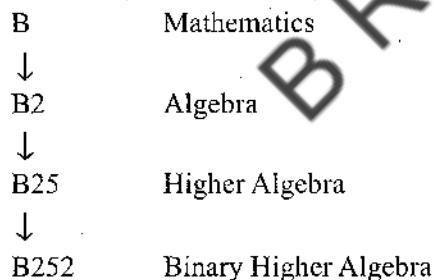 B Mathematics
↓
B2 Algebra
↓
B25 Higher Algebra
↓
B252 Binary Higher Algebra